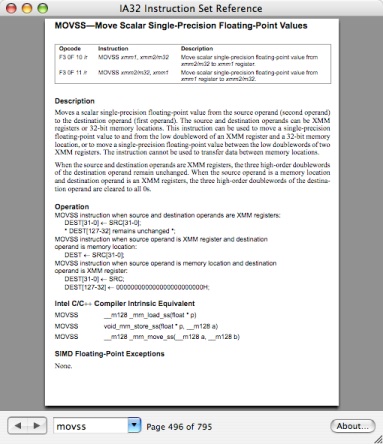 IA32 Instruction Set Reference
MOVSS—Move Scalar Single-Precision Floating-Point Values
Opcode Instruction Description
F3 0F 10 /r MOVSS xmm1, xmm2/m32 Move scalar single-precision floating-point value from
xmm2/m32 to xmm1 register.
F3 0F 11 /r MOVSS xmm2/m32, xmm1 Move scalar single-precision floating-point value from
xmm1 register to xmm2/m32.
Description
Moves a scalar single-precision floating-point value from the source operand (second operand)
to the destination operand (first operand). The source and destination operands can be XMM
registers or 32-bit memory locations. This instruction can be used to move a single-precision
floating-point value to and from the low doubleword of an XMM register and a 32-bit memory
location, or to move a single-precision floating-point value between the low doublewords of two
XMM registers. The instruction cannot be used to transfer data between memory locations.
When the source and destination operands are XMM registers, the three high-order doublewords
of the destination operand remain unchanged. When the source operand is a memory location
and destination operand is an XMM registers, the three high-order doublewords of the destina-
tion operand are cleared to all 0s.
Operation
MOVSS instruction when source and destination operands are XMM registers:
DEST[31-0] ← SRC[31-0];
* DEST[127-32] remains unchanged *;
MOVSS instruction when source operand is XMM register and destination
operand is memory location:
DEST ← SRC[31-0];
MOVSS instruction when source operand is memory location and destination
operand is XMM register:
DEST[31-0] ← SRC;
DEST[127-32] ← 000000000000000000000000H;
Intel C/C++ Compiler Intrinsic Equivalent
MOVSS __m128 _mm_load_ss(float * p)
MOVSS void_mm_store_ss(float * p, __m128 a)
MOVSS __m128 _mm_move_ss(__m128 a, __m128 b)
SIMD Floating-Point Exceptions
None.
movss Page 496 of 795 About...